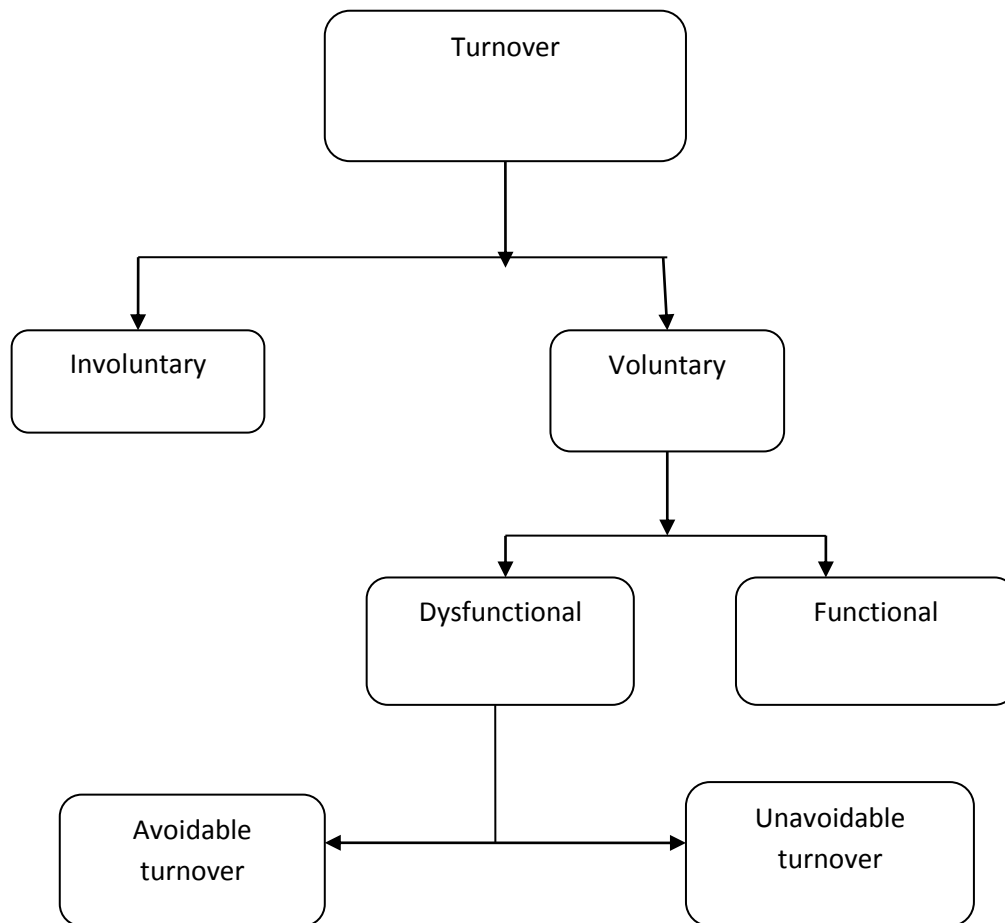 Turnover
Involuntary
Voluntary
Dysfunctional
Functional
Avoidable
turnover
Unavoidable
turnover